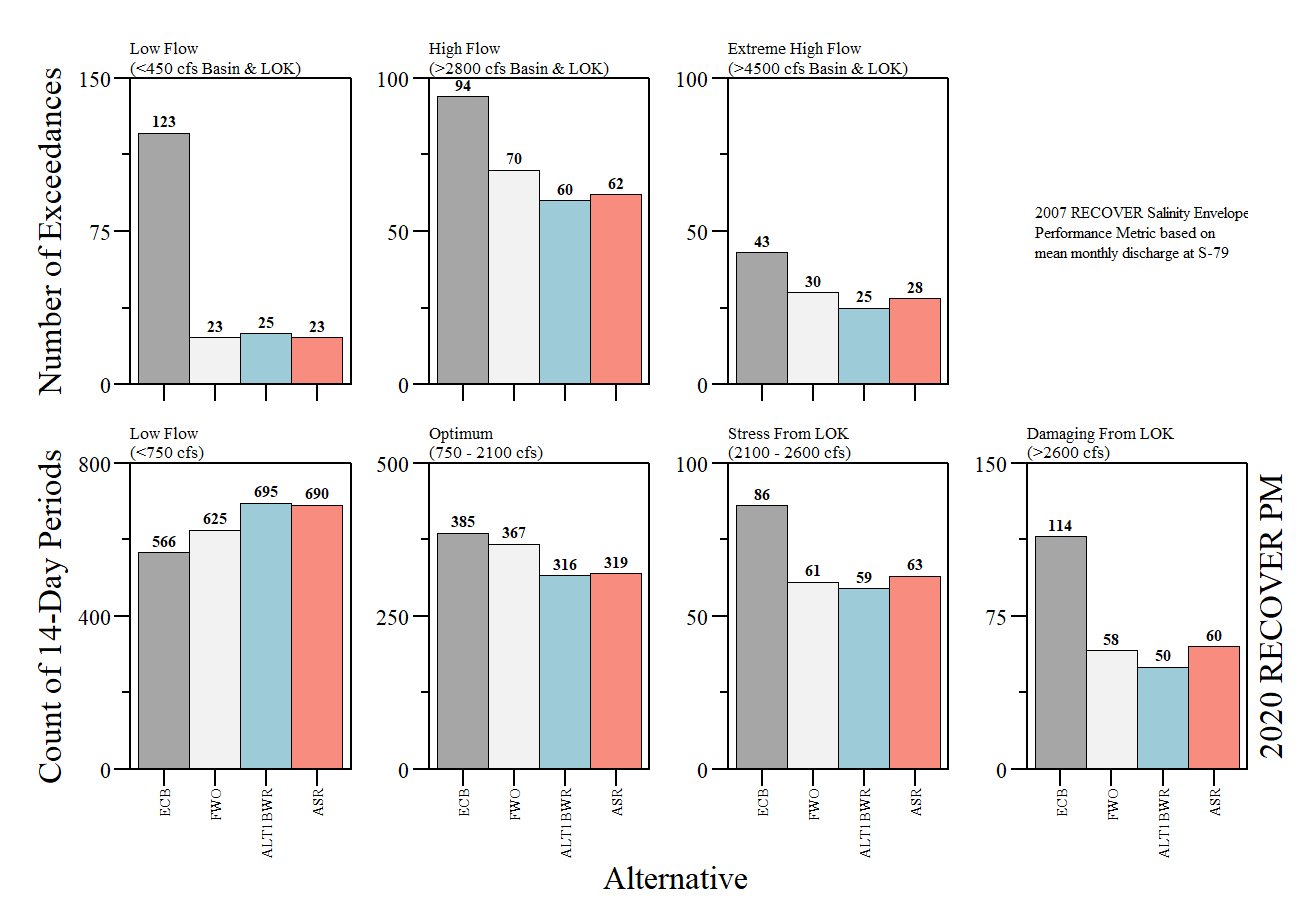 Low Flow
(<450 cfs Basin & LOK)
High Flow
(>2800 cfs Basin & LOK)
Extreme High Flow
(>4500 cfs Basin & LOK)
Number of Exceedances
150
75
0
123
23
25
23
100
50
0
94
70
60
62
100
50
0
43
30
25
28
2007 RECOVER Salinity Envelope
Performance Metric based on
mean monthly discharge at S-79
Low Flow
(<750 cfs)
Optimum
(750 - 2100 cfs)
Stress From LOK
(2100 - 2600 cfs)
Damaging From LOK
(>2600 cfs)
Count of 14-Day Periods
800
400
0
566
625
695
690
500
250
0
385
367
316
319
100
50
0
86
61
59
63
150
75
0
114
58
50
60
2020 RECOVER PM
ECB
FWO
ALT1BWR
ASR
ECB
FWO
ALT1BWR
ASR
ECB
FWO
ALT1BWR
ASR
ECB
FWO
ALT1BWR
ASR
Alternative